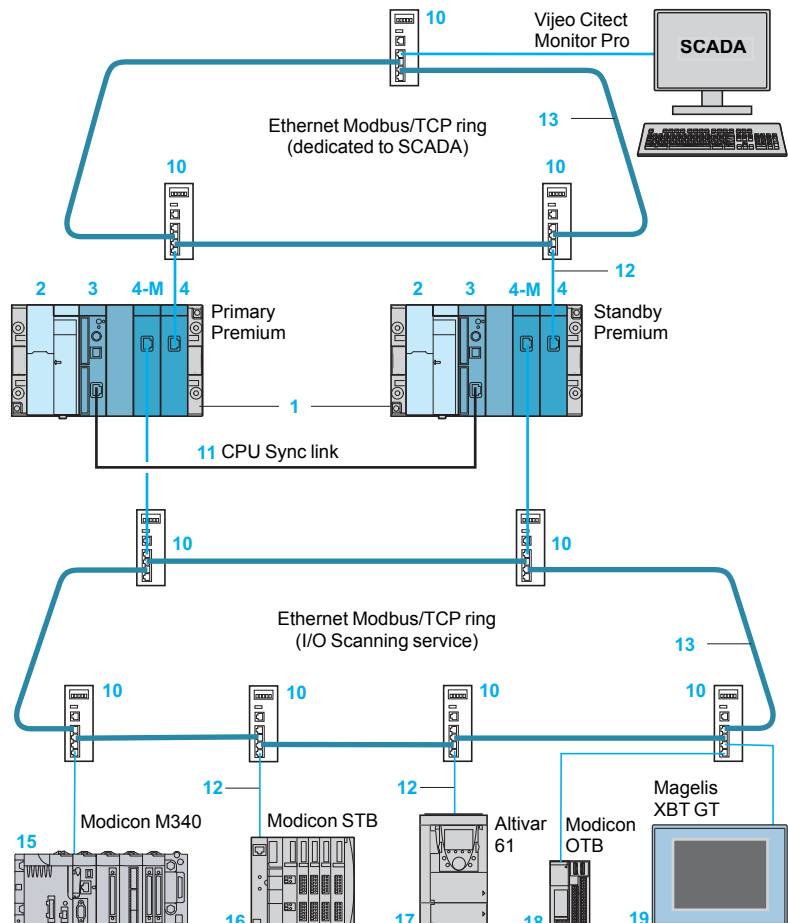 10
Vijeo Citect
Monitor Pro
SCADA
Ethernet Modbus/TCP ring
(dedicated to SCADA)
13
10
10
12
2 3 4-M 4
Primary
Premium
2 3 4-M 4
Standby
Premium
1
11 CPU Sync link
10
10
Ethernet Modbus/TCP ring
(I/O Scanning service)
13
10
10
10
10
12
12
Modicon M340
15
Modicon STB
16
Altivar
61
17
Modicon
OTB
18
Magelis
XBT GT
19